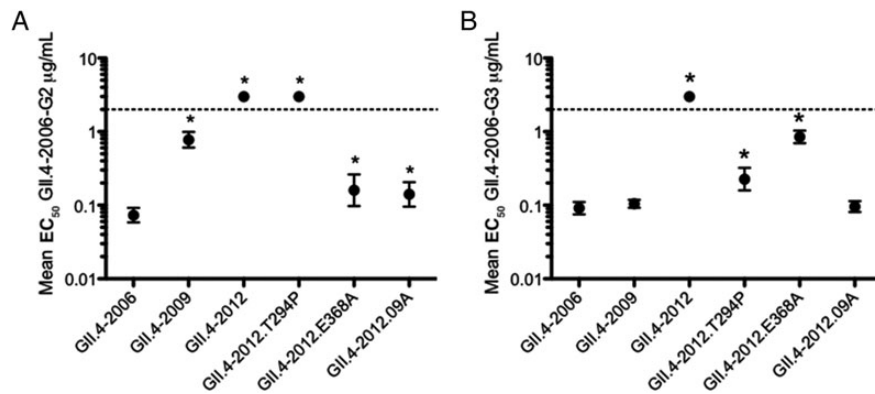 A
Mean EC50 GII.4-2006-G2 µg/mL
10
*
*
*
1
*
*
0.1
0.01
GII.4-2006
GII.4-2009
GII.4-2012
GII.4-2012.T294P
GII.4-2012.E368A
GII.4-2012.09A
B
Mean EC50 GII.4-2006-G3 µg/mL
10
*
1
*
*
0.1
0.01
GII.4-2006
GII.4-2009
GII.4-2012
GII.4-2012.T294P
GII.4-2012.E368A
GII.4-2012.09A